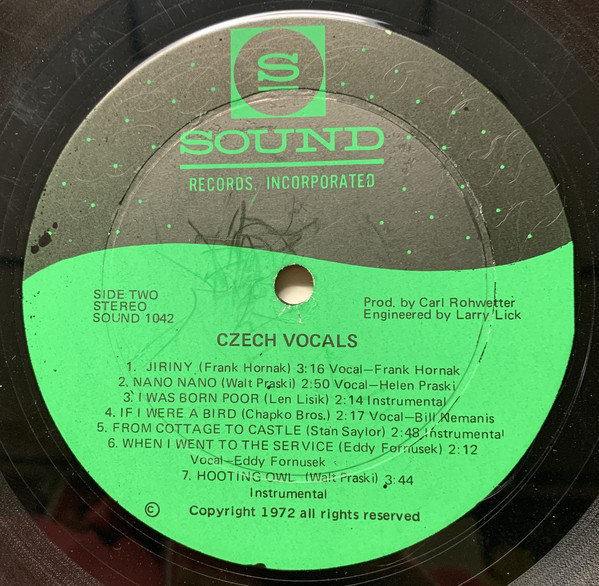 S
SOUND
RECORDS, INCORPORATED
SIDE TWO
STEREO
SOUND 1042
Prod. by Carl Rohwetter
Engineered by Larry Lick
CZECH VOCALS
1. JIRINY (Frank Hornak) 3:16 Vocal—Frank Hornak
2. NANO NANO (Walt Praski) 2:50 Vocal—Helen Praski
3. I WAS BORN POOR (Len Lisik) 2:14 Instrumental
4. IF I WERE A BIRD (Chapko Bros.) 2:17 Vocal—Bill Nemanis
5. FROM COTTAGE TO CASTLE (Stan Saylor) 2:48 Instrumental
6. WHEN I WENT TO THE SERVICE (Eddy Fornusek) 2:12
Vocal—Eddy Fornusek
7. HOOTING OWL (Walt Praski) 3:44
Instrumental
© Copyright 1972 all rights reserved